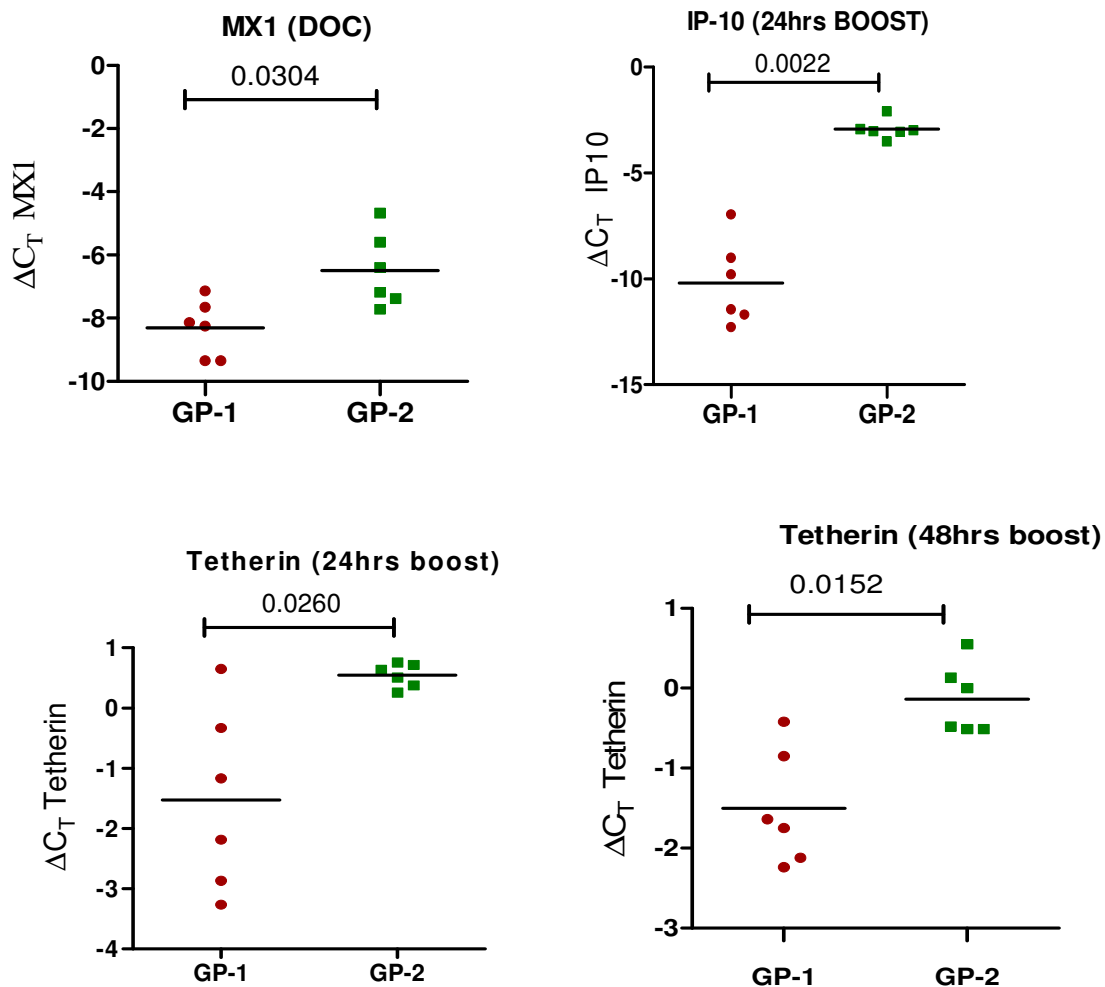 MX1 (DOC)
0.0304
0
-2
-4
-6
-8
-10
ΔCT MX1
GP-1 GP-2
IP-10 (24hrs BOOST)
0.0022
0
-5
-10
-15
ΔCT IP10
GP-1 GP-2
Tetherin (24hrs boost)
0.0260
1
0
-1
-2
-3
-4
ΔCT Tetherin
GP-1 GP-2
Tetherin (48hrs boost)
0.0152
1
0
-1
-2
-3
ΔCT Tetherin
GP-1 GP-2